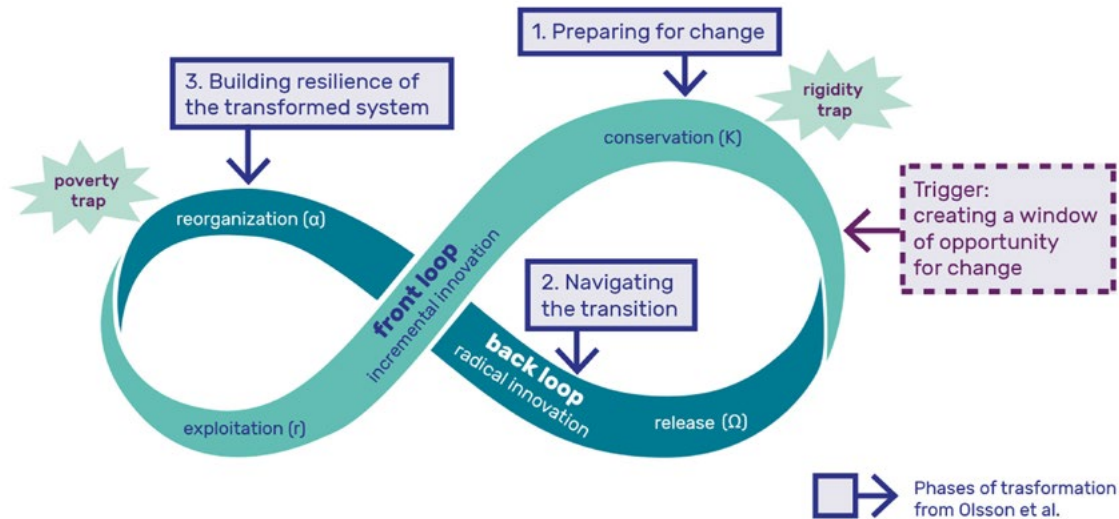 1. Preparing for change
3. Building resilience of
the transformed system
rigidity
trap
conservation (K)
poverty
trap
reorganization (α)
Trigger:
creating a window
of opportunity
for change
front loop
incremental innovation
2. Navigating
the transition
back loop
radical innovation
exploitation (r)
release (Ω)
Phases of trasformation
from Olsson et al.